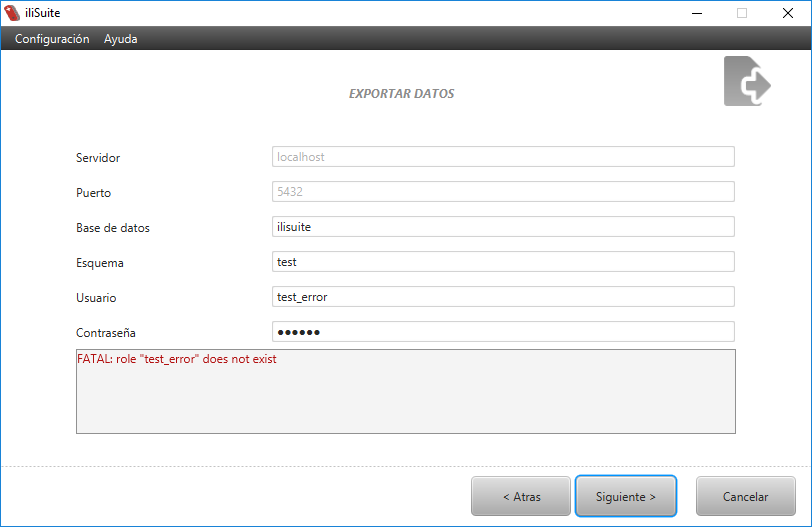 iliSuite
Configuración Ayuda
EXPORTAR DATOS
Servidor localhost
Puerto 5432
Base de datos ilisuite
Esquema test
Usuario test_error
Contraseña ●●●●●●
FATAL: role "test_error" does not exist
< Atras Siguiente > Cancelar